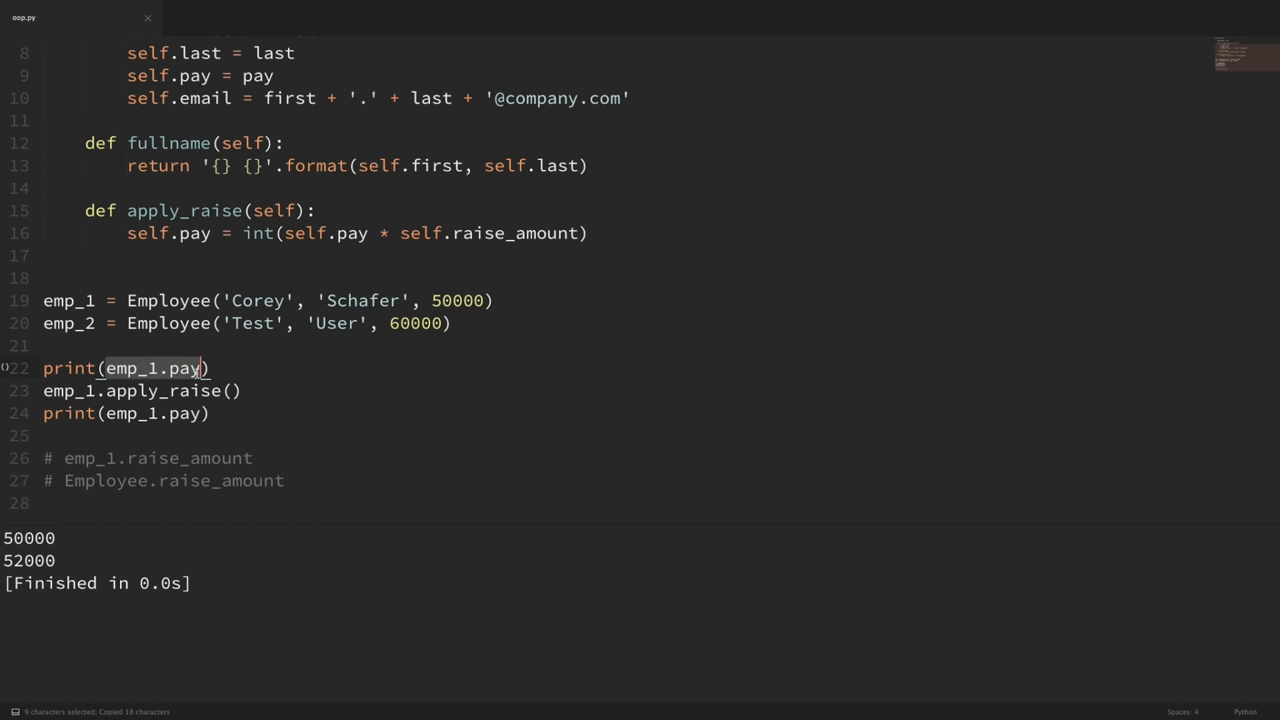 oop.py ×
8 self.last = last
9 self.pay = pay
10 self.email = first + '.' + last + '@company.com'
11
12 def fullname(self):
13 return '{} {}'.format(self.first, self.last)
14
15 def apply_raise(self):
16 self.pay = int(self.pay * self.raise_amount)
17
18
19 emp_1 = Employee('Corey', 'Schafer', 50000)
20 emp_2 = Employee('Test', 'User', 60000)
21
22 print(emp_1.pay)
23 emp_1.apply_raise()
24 print(emp_1.pay)
25
26 # emp_1.raise_amount
27 # Employee.raise_amount
28
50000
52000
[Finished in 0.0s]
9 characters selected; Copied 18 characters Spaces: 4 Python